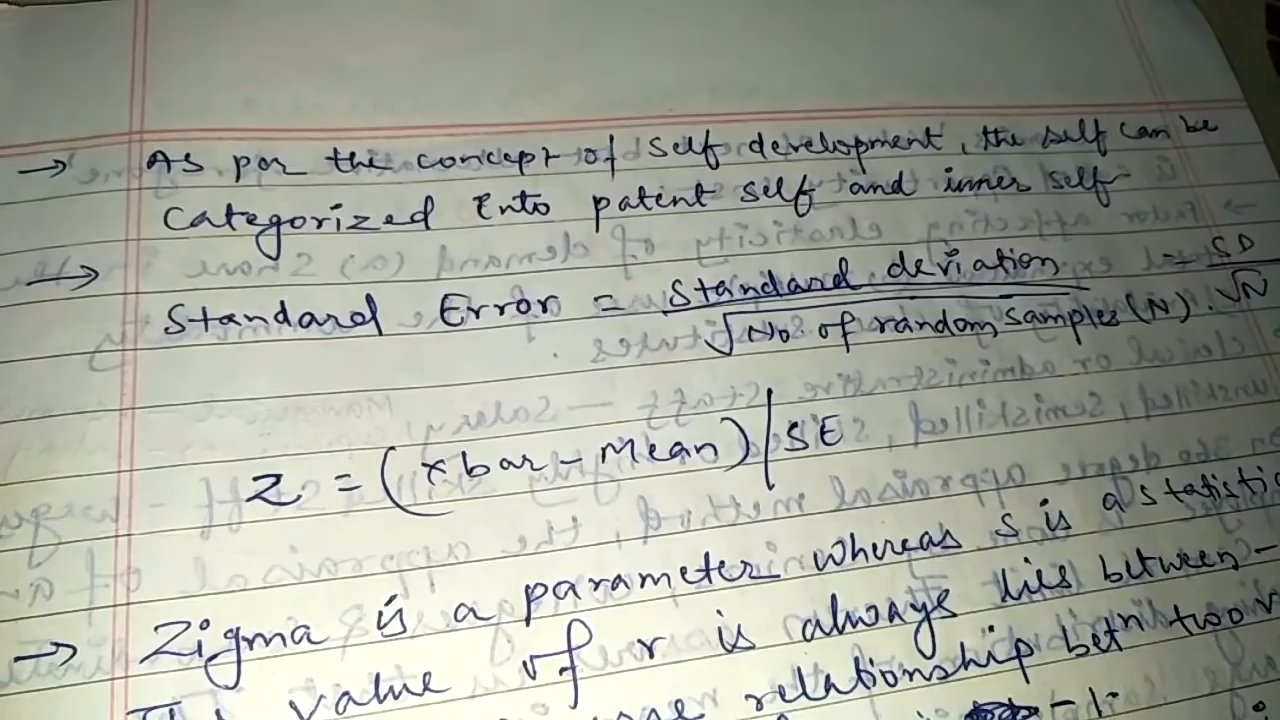 → As per the concept of self development, the self can be
categorized into patent self and inner self
→ Standard Error = Standard deviation / √No of random samples (N) . = SD / √N
z = (x bar - Mean) / SE
→ Zigma is a parameter whereas s is a statistic
value of r is always lies between -
relationship betn two